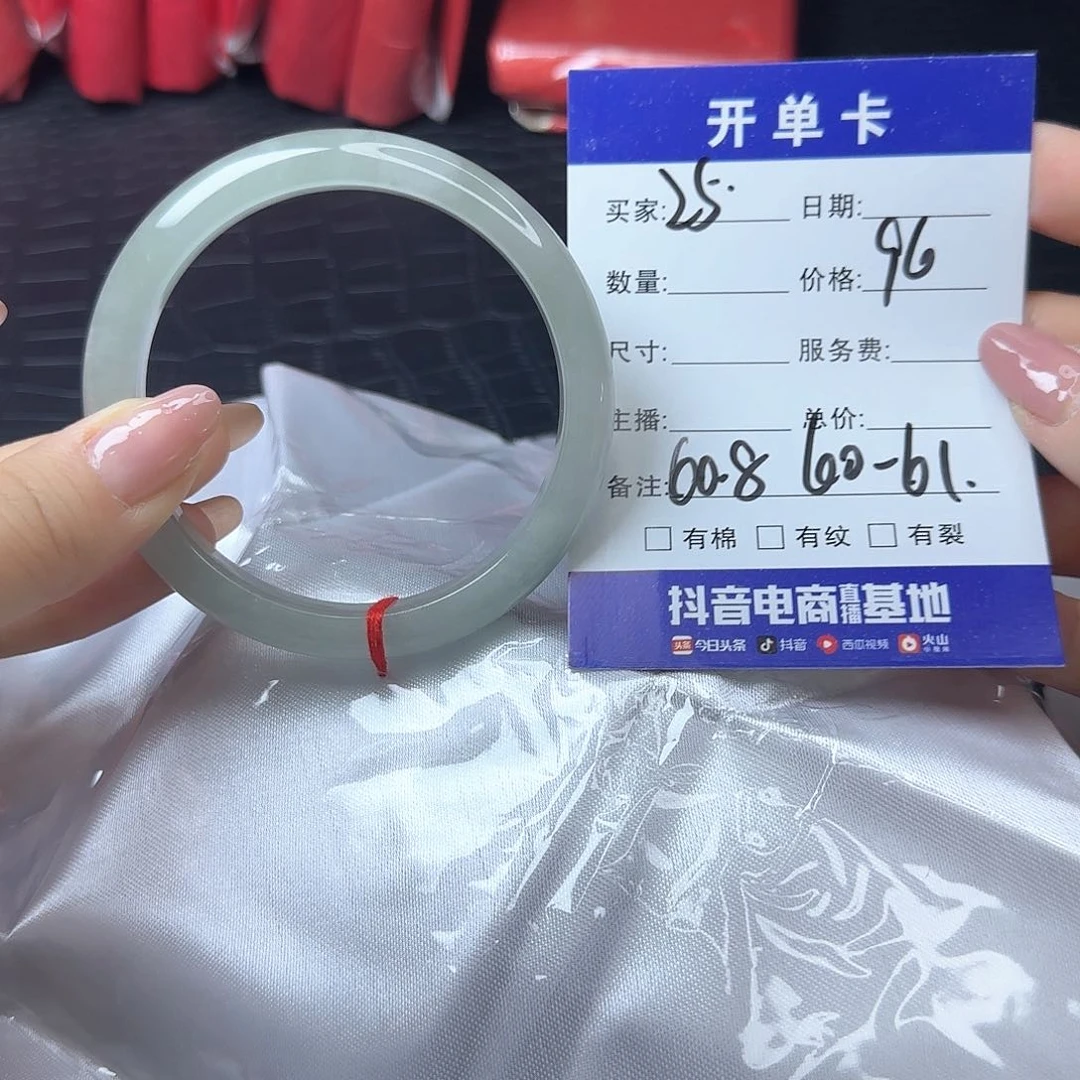 开单卡
买家: 25. 日期:
数量: 价格: 96
尺寸: 服务费:
主播: 总价:
备注: 60.8 60-61.
□ 有棉 □ 有纹 □ 有裂
抖音电商直播基地
头条 今日头条 抖音 西瓜视频 火山